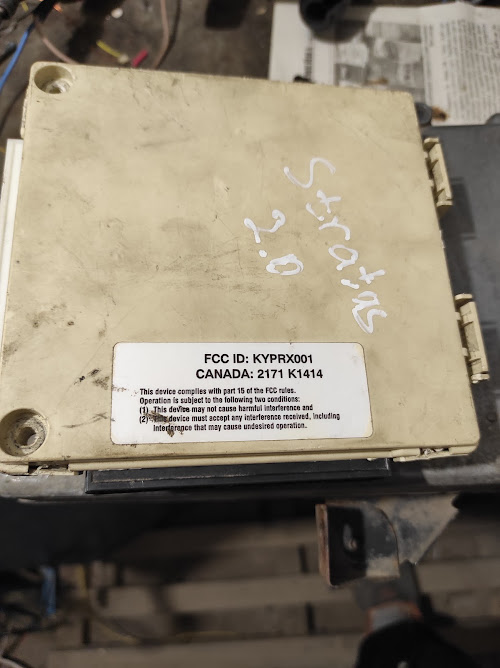 Stratus
2.0
FCC ID: KYPRX001
CANADA: 2171 K1414
This device complies with part 15 of the FCC rules.
Operation is subject to the following two conditions:
(1) This device may not cause harmful interference and
(2) This device must accept any interference received, including
interference that may cause undesired operation.